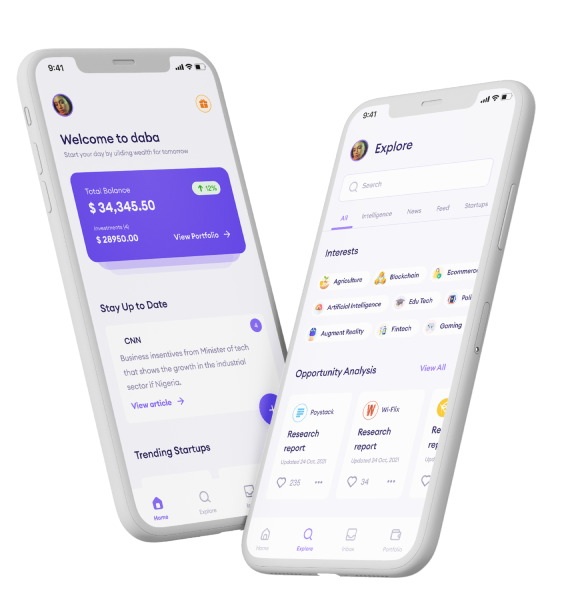 9:41
Welcome to daba
Start your day by uliding wealth for tomorrow
Total Balance
12%
$ 34,345.50
Investments (4)
$ 28950.00
View Portfolio
Stay Up to Date
CNN
4
Business insentives from Minister of tech
that shows the growth in the industrial
sector if Nigeria.
View article
Trending Startups
Home
Explore
9:41
Explore
Search
All
Intelligence
News
Feed
Startups
Interests
Agriculture
Blockchain
Ecommerc
Artificial Intelligence
Edu Tech
Poli
Augment Reality
Fintech
Gaming
Opportunity Analysis
View All
Paystack
Research
report
Updated 24 Oct, 2021
235
Wi-Flix
Research
report
Updated 24 Oct, 2021
34
Re
rep
Home
Explore
Inbox
Portfolio